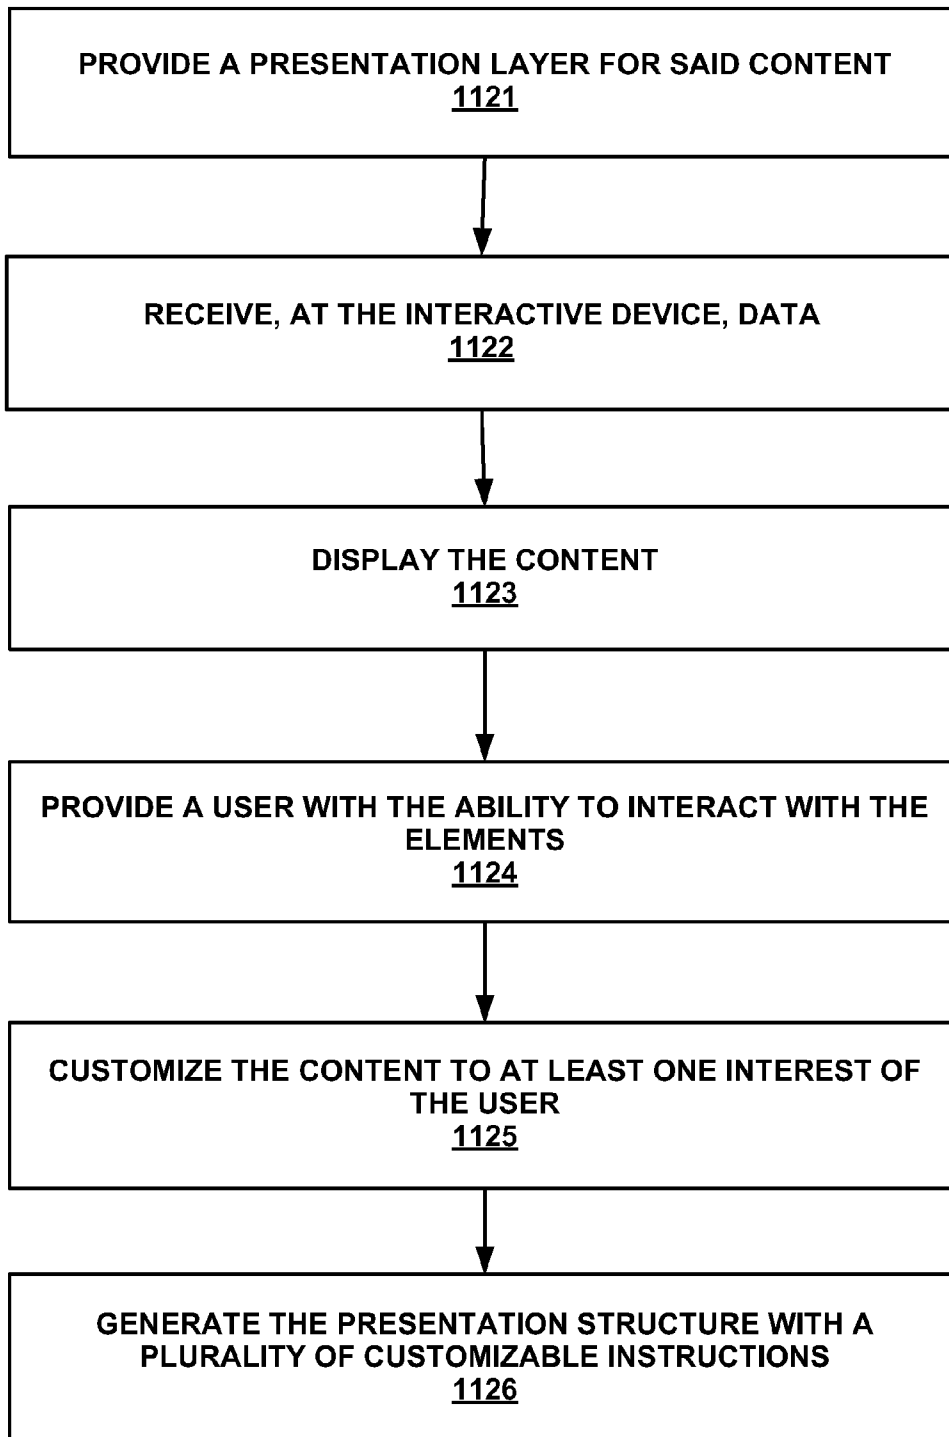 PROVIDE A PRESENTATION LAYER FOR SAID CONTENT
1121
RECEIVE, AT THE INTERACTIVE DEVICE, DATA
1122
DISPLAY THE CONTENT
1123
PROVIDE A USER WITH THE ABILITY TO INTERACT WITH THE
ELEMENTS
1124
CUSTOMIZE THE CONTENT TO AT LEAST ONE INTEREST OF
THE USER
1125
GENERATE THE PRESENTATION STRUCTURE WITH A
PLURALITY OF CUSTOMIZABLE INSTRUCTIONS
1126